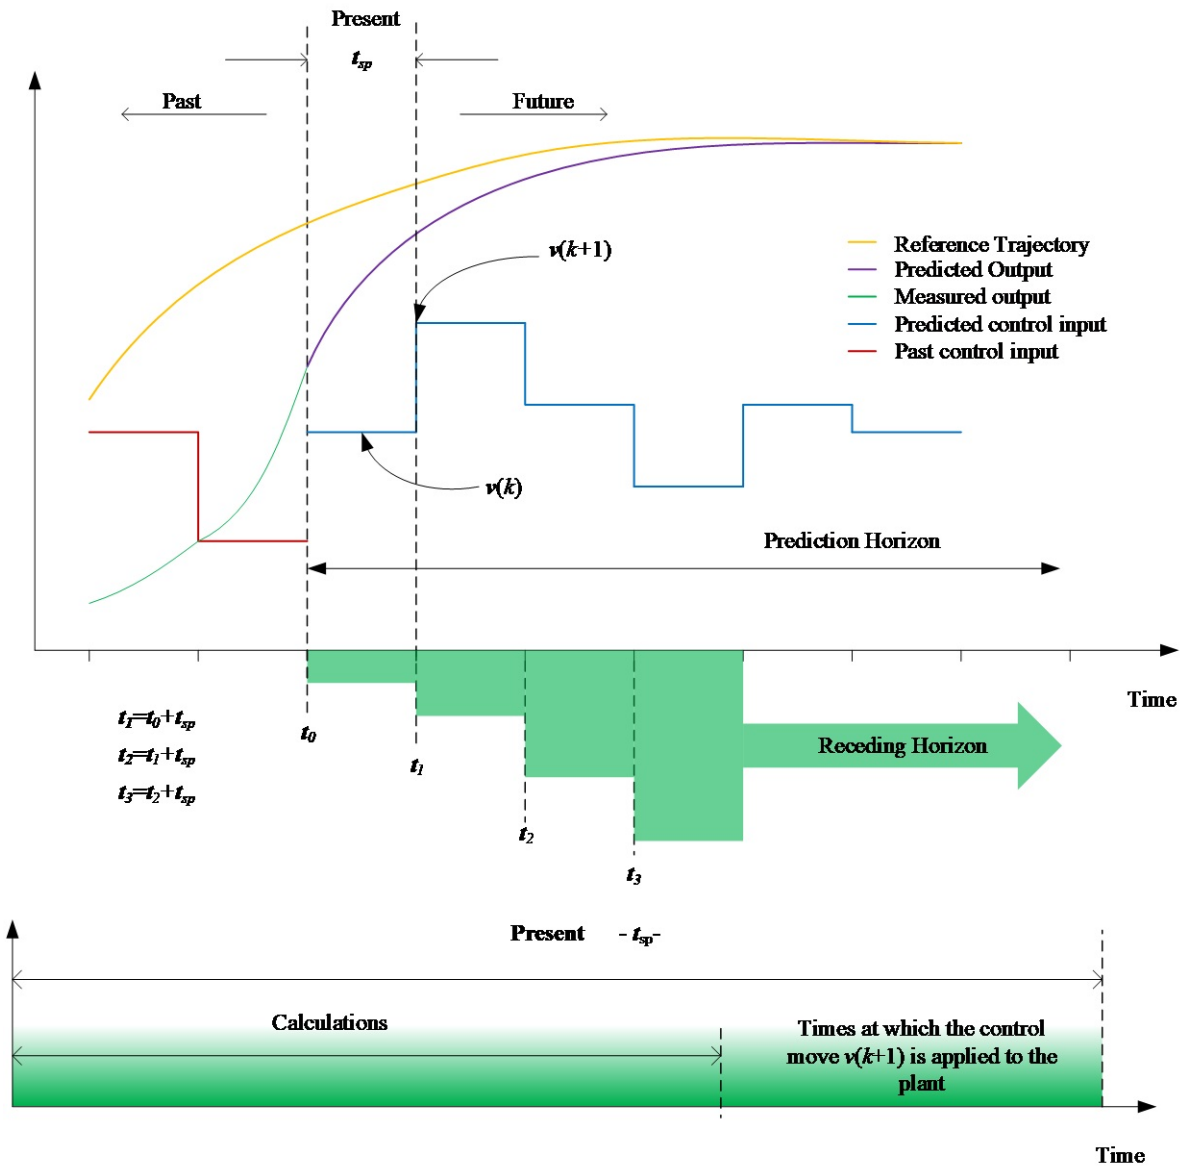 Present
tsp
Past
Future
v(k+1)
Reference Trajectory
Predicted Output
Measured output
Predicted control input
Past control input
v(k)
Prediction Horizon
Time
t1=t0+tsp
t2=t1+tsp
t3=t2+tsp
t0
t1
t2
t3
Receding Horizon
Present - tsp-
Calculations
Times at which the control
move v(k+1) is applied to the
plant
Time